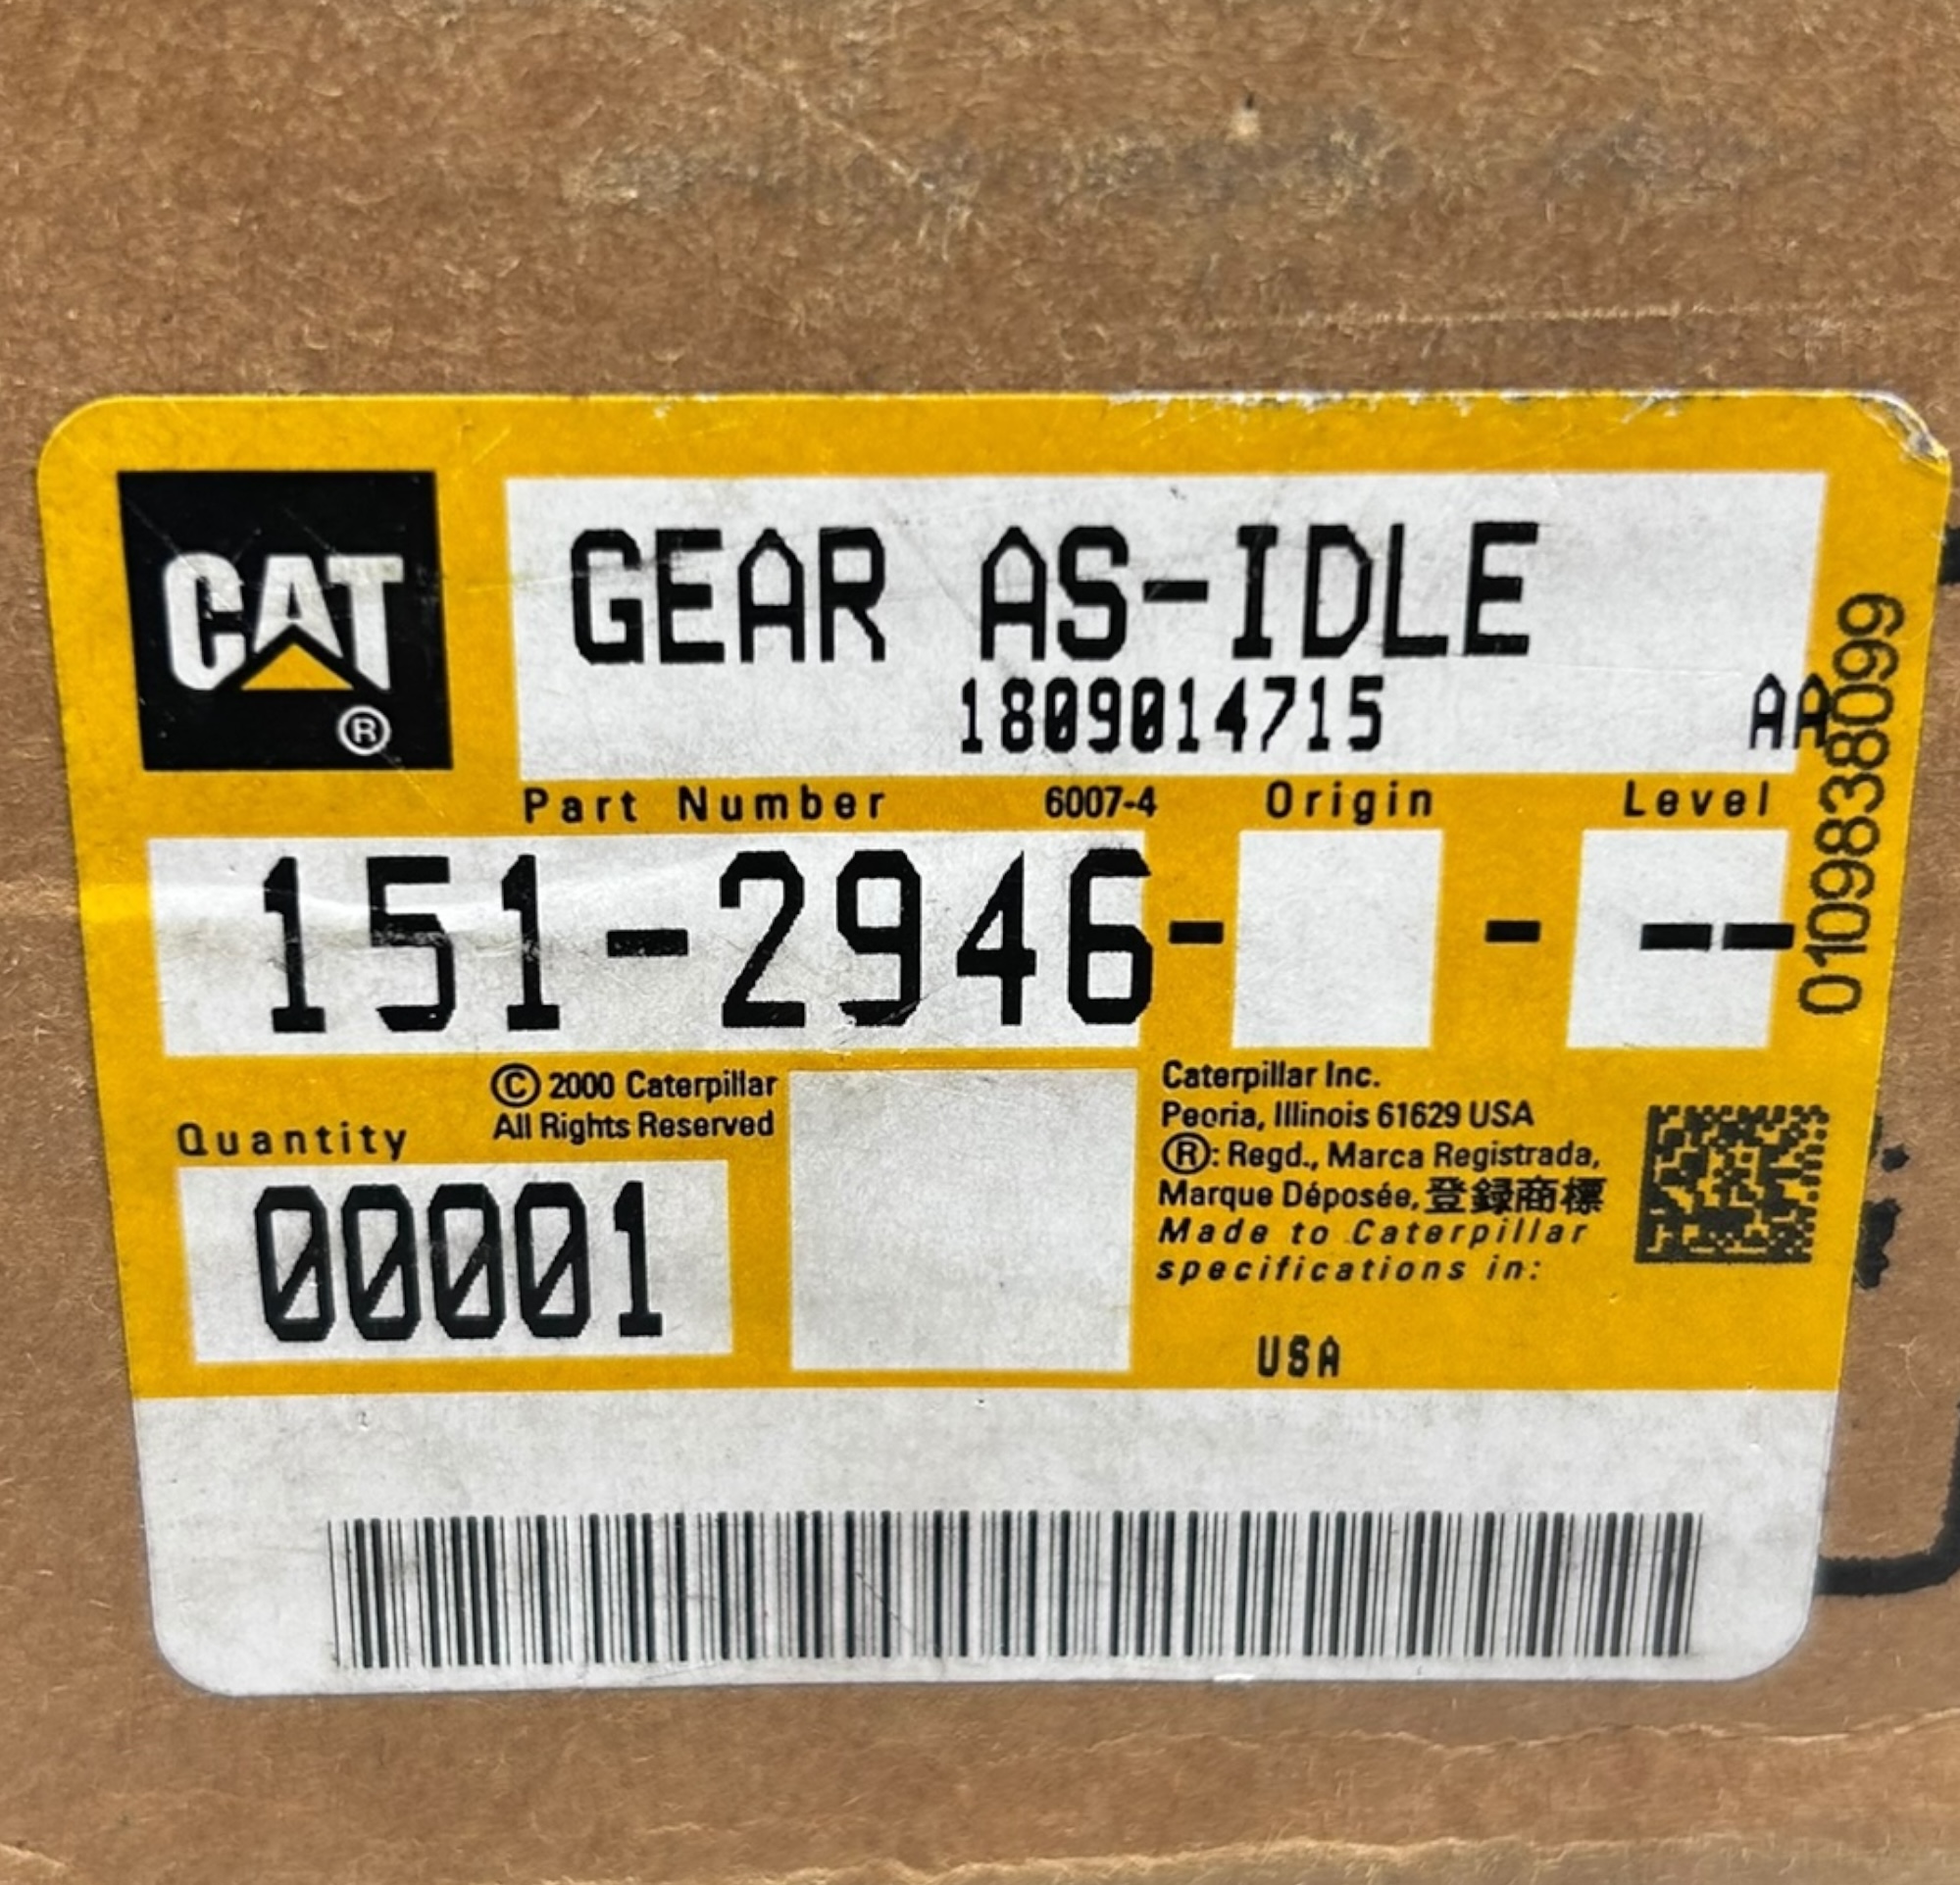 CAT
®
GEAR AS-IDLE
1809014715 AA
Part Number 6007-4 Origin Level
151-2946- - --
0109838099
© 2000 Caterpillar
All Rights Reserved
Quantity
00001
Caterpillar Inc.
Peoria, Illinois 61629 USA
®: Regd., Marca Registrada,
Marque Déposée, 登録商標
Made to Caterpillar
specifications in:
USA